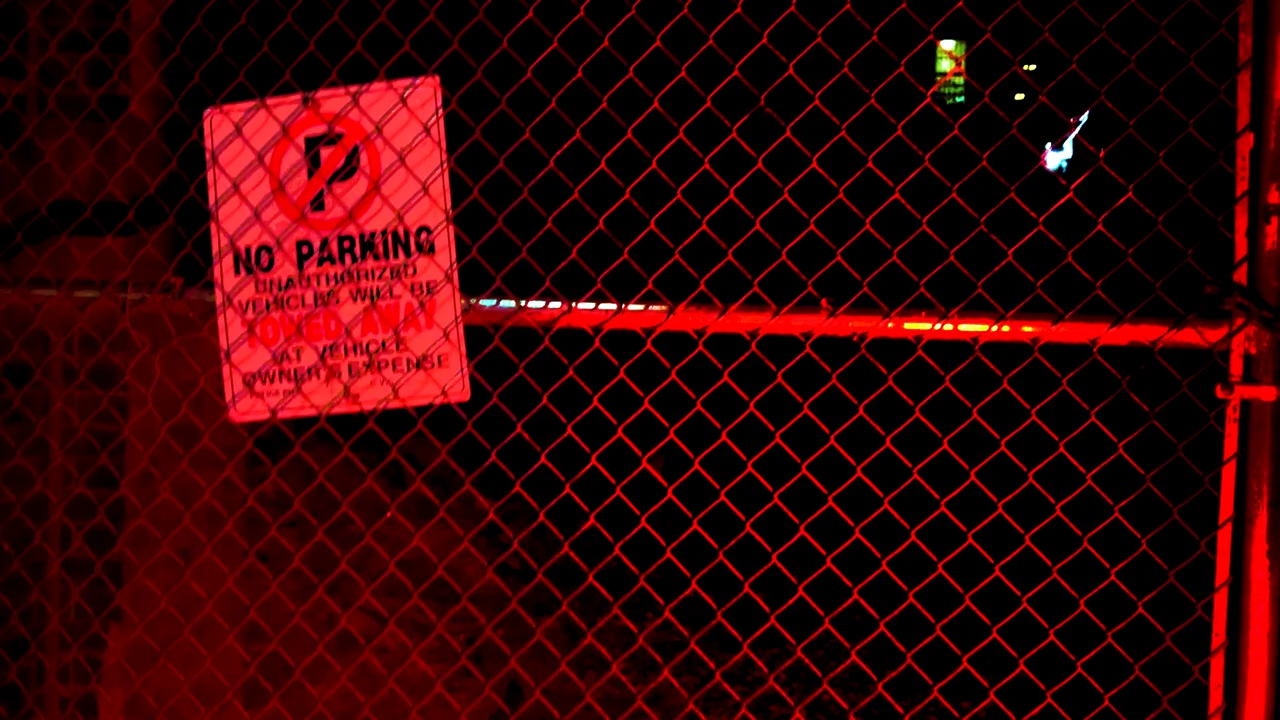 NO PARKING
UNAUTHORIZED
VEHICLES WILL BE
TOWED AWAY
AT VEHICLE
OWNER'S EXPENSE